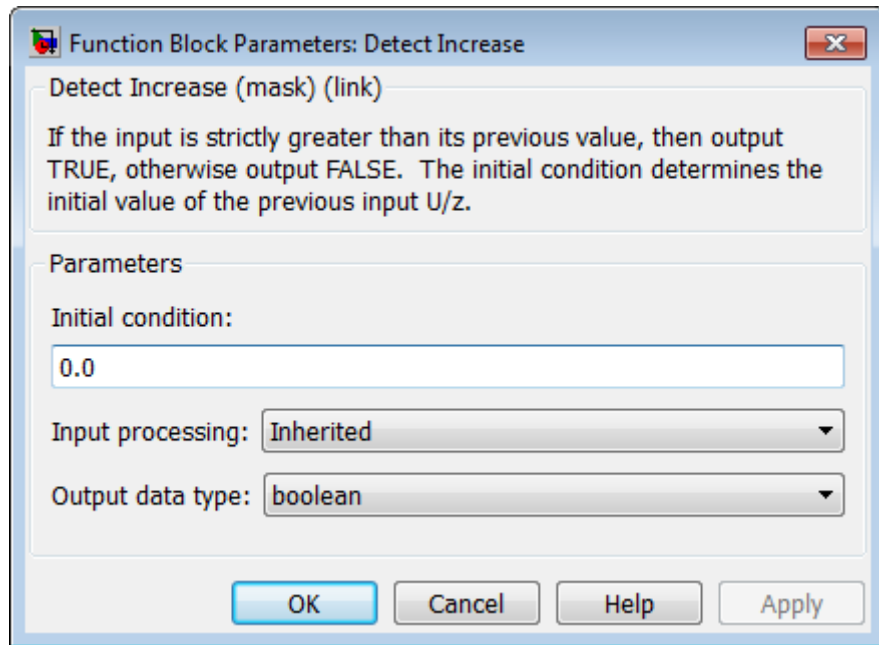 Function Block Parameters: Detect Increase
Detect Increase (mask) (link)
If the input is strictly greater than its previous value, then output
TRUE, otherwise output FALSE.  The initial condition determines the
initial value of the previous input U/z.
Parameters
Initial condition:
0.0
Input processing: Inherited
Output data type: boolean
OK Cancel Help Apply